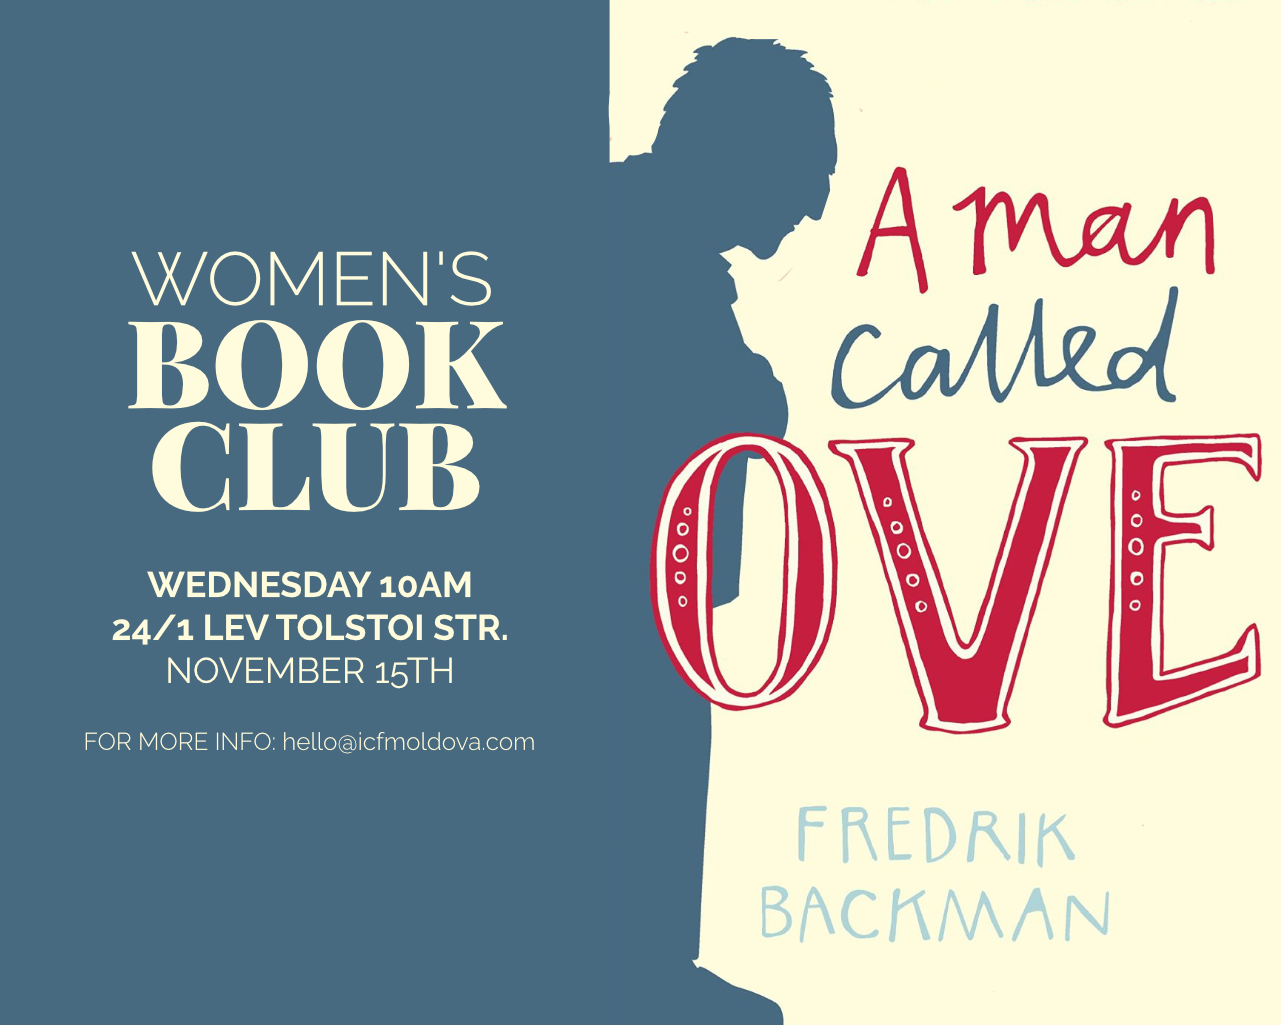 WOMEN'S
BOOK
CLUB
WEDNESDAY 10AM
24/1 LEV TOLSTOI STR.
NOVEMBER 15TH
FOR MORE INFO: hello@icfmoldova.com
A man
called
OVE
FREDRIK
BACKMAN